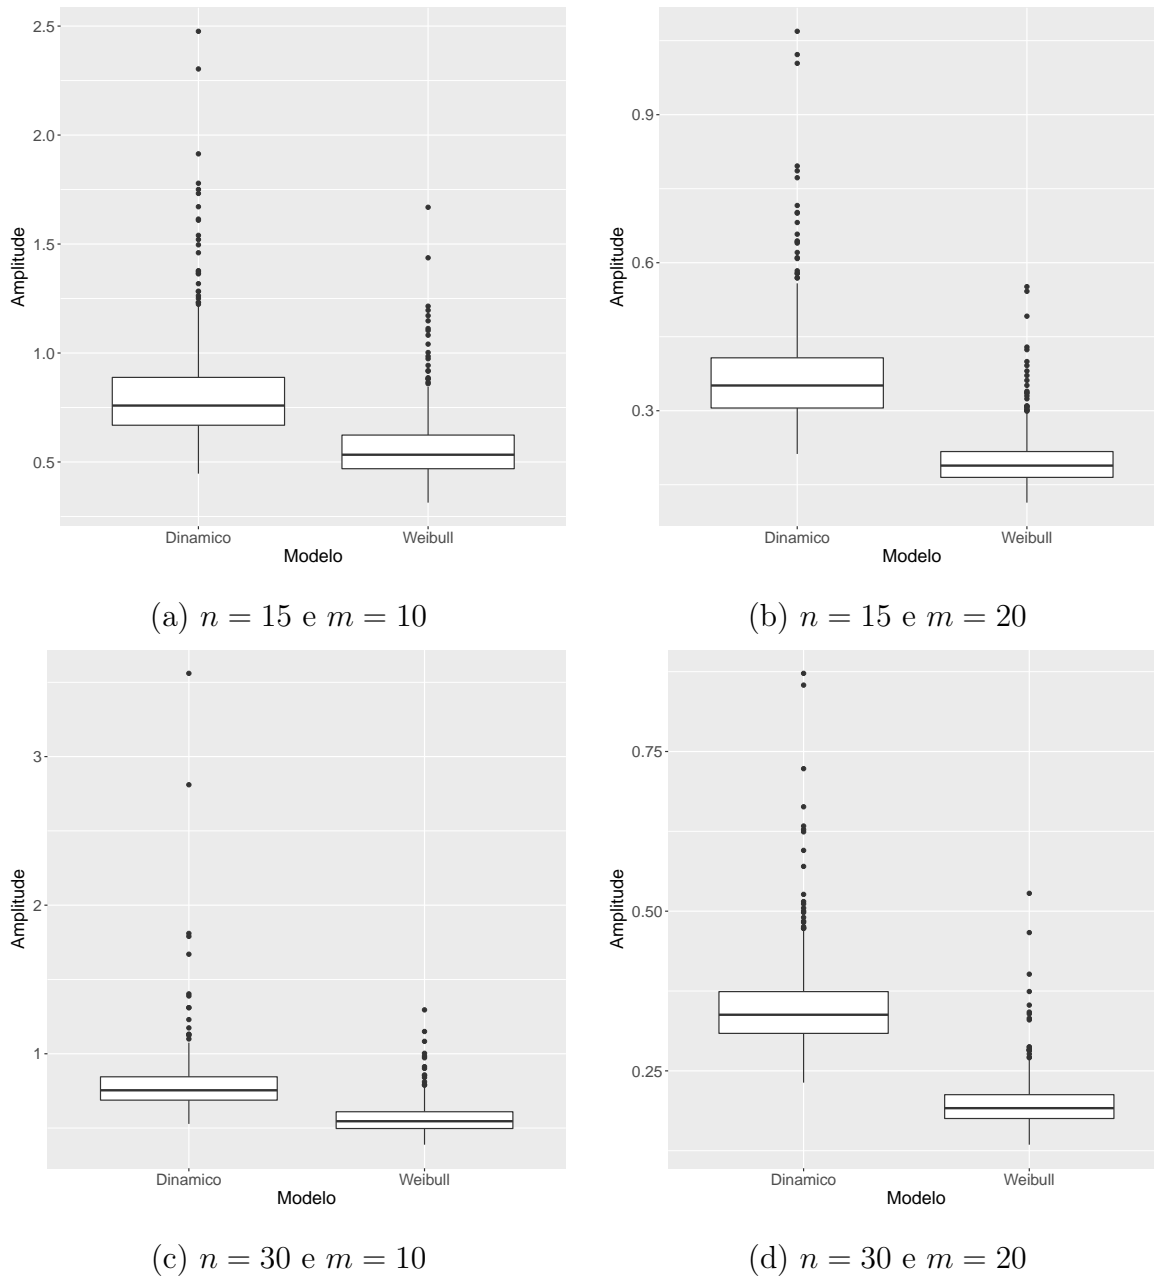 2.5
2.0
1.5
1.0
0.5
Amplitude
Dinamico Weibull
Modelo
(a) n = 15 e m = 10
0.9
0.6
0.3
Amplitude
Dinamico Weibull
Modelo
(b) n = 15 e m = 20
3
2
1
Amplitude
Dinamico Weibull
Modelo
(c) n = 30 e m = 10
0.75
0.50
0.25
Amplitude
Dinamico Weibull
Modelo
(d) n = 30 e m = 20